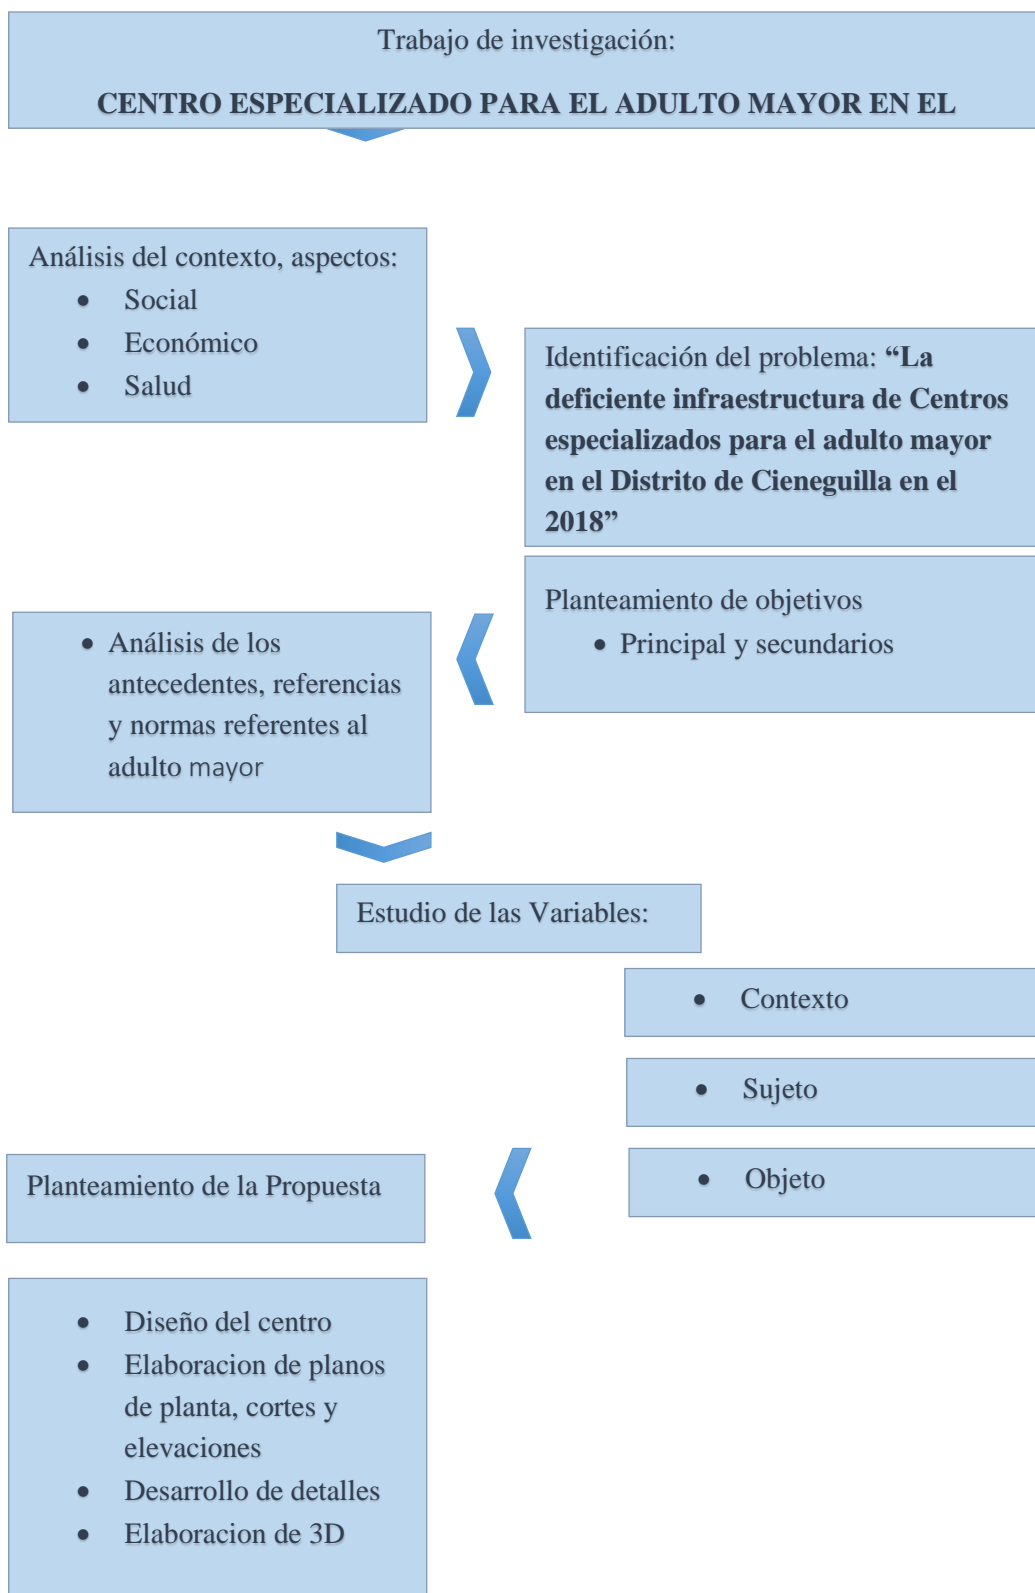 Trabajo de investigación:
CENTRO ESPECIALIZADO PARA EL ADULTO MAYOR EN EL
Análisis del contexto, aspectos:
• Social
• Económico
• Salud
Identificación del problema: “La
deficiente infraestructura de Centros
especializados para el adulto mayor
en el Distrito de Cieneguilla en el
2018”
Planteamiento de objetivos
• Principal y secundarios
• Análisis de los
antecedentes, referencias
y normas referentes al
adulto mayor
Estudio de las Variables:
• Contexto
• Sujeto
• Objeto
Planteamiento de la Propuesta
• Diseño del centro
• Elaboracion de planos
de planta, cortes y
elevaciones
• Desarrollo de detalles
• Elaboracion de 3D